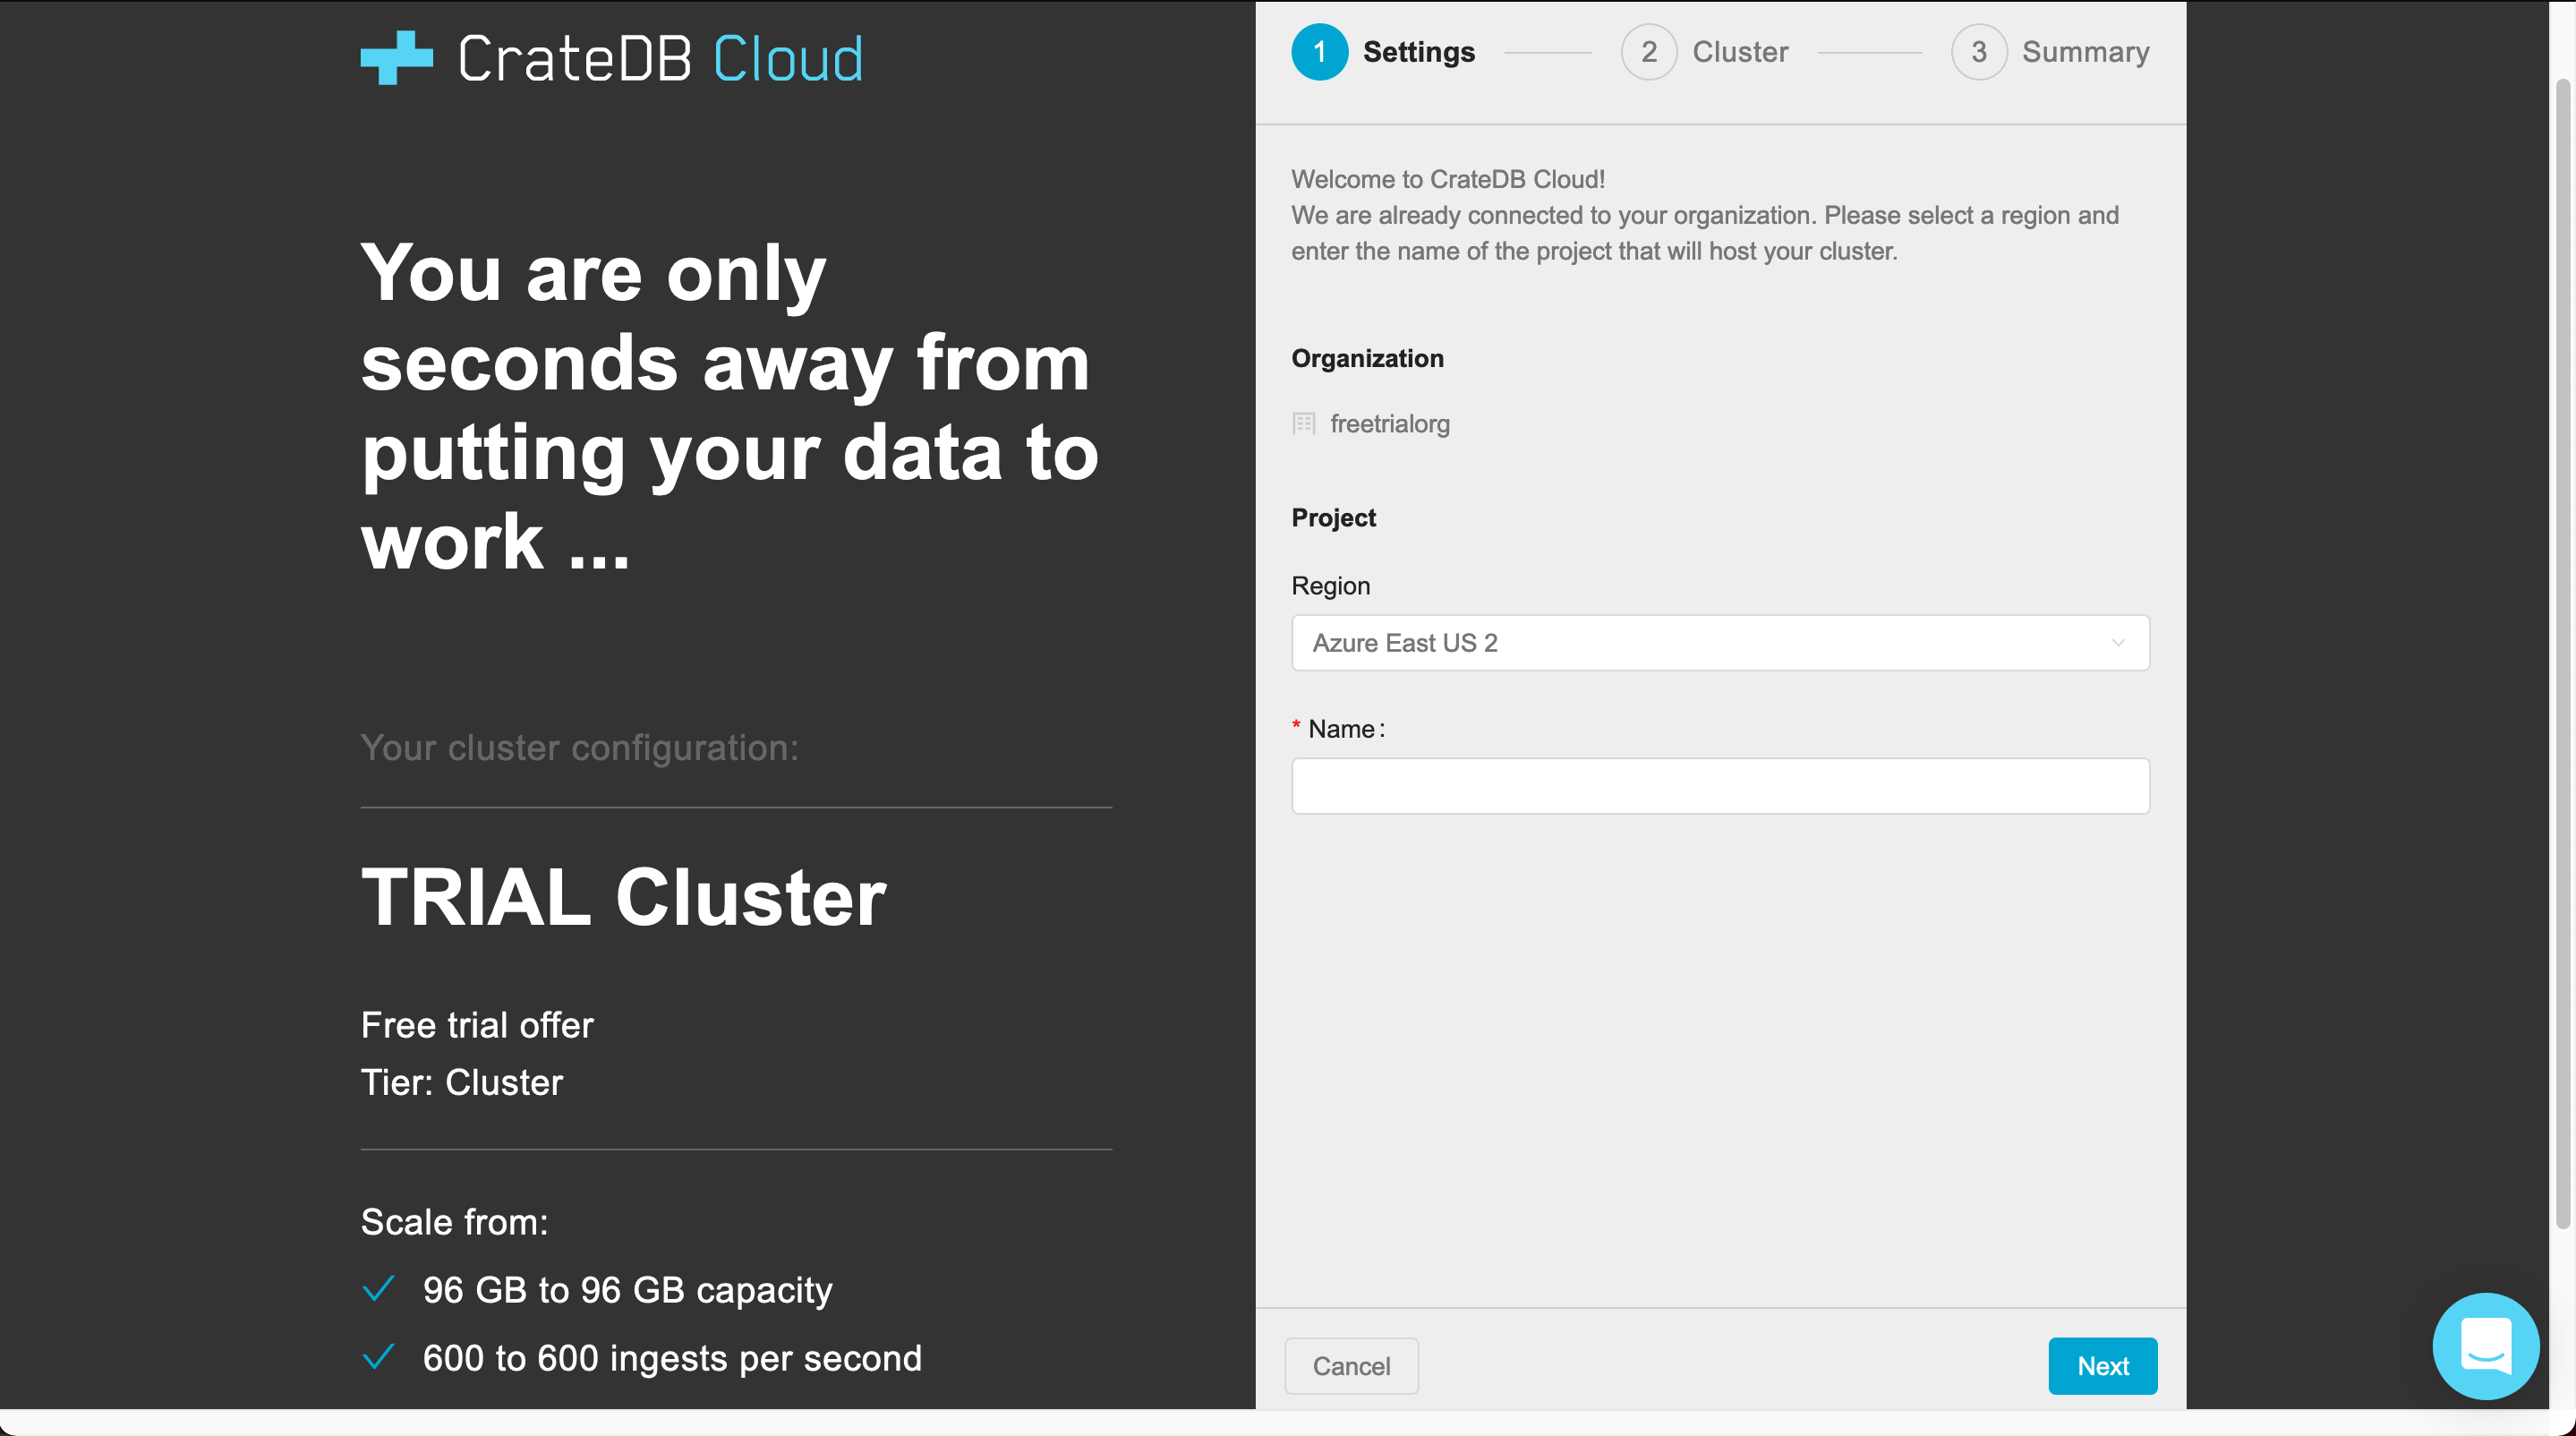 CrateDB Cloud
You are only
seconds away from
putting your data to
work ...
Your cluster configuration:
TRIAL Cluster
Free trial offer
Tier: Cluster
Scale from:
96 GB to 96 GB capacity
600 to 600 ingests per second
1 Settings
2 Cluster
3 Summary
Welcome to CrateDB Cloud!
We are already connected to your organization. Please select a region and
enter the name of the project that will host your cluster.
Organization
freetrialorg
Project
Region
Azure East US 2
* Name :
Cancel
Next